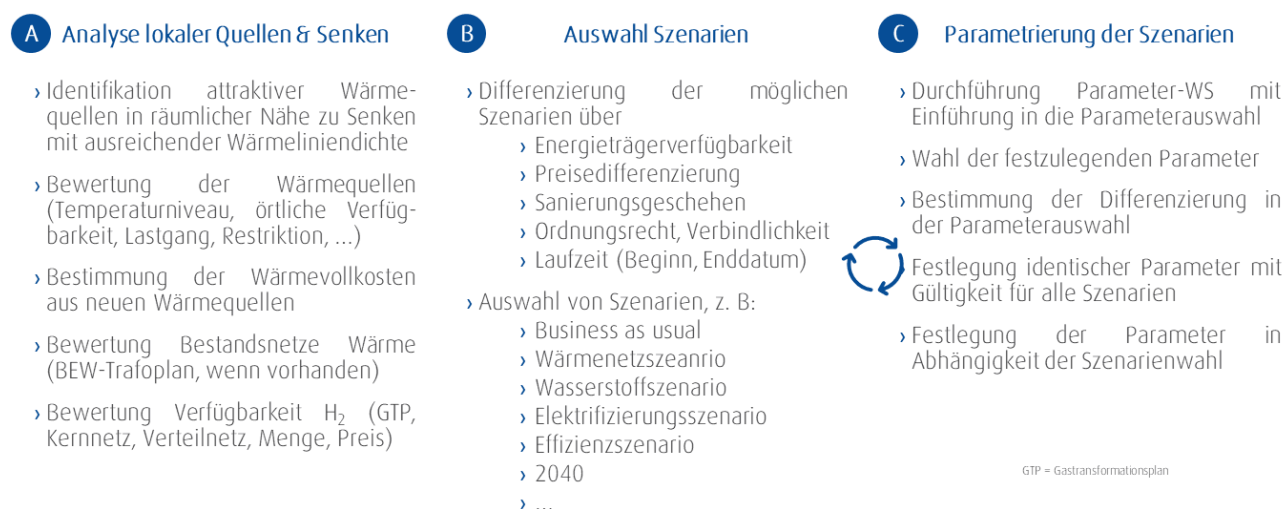 A Analyse lokaler Quellen & Senken
› Identifikation attraktiver Wärme-
quellen in räumlicher Nähe zu Senken
mit ausreichender Wärmeliniendichte
› Bewertung der Wärmequellen
(Temperaturniveau, örtliche Verfüg-
barkeit, Lastgang, Restriktion, ...)
› Bestimmung der Wärmevollkosten
aus neuen Wärmequellen
› Bewertung Bestandsnetze Wärme
(BEW-Trafoplan, wenn vorhanden)
› Bewertung Verfügbarkeit H₂ (GTP,
Kernnetz, Verteilnetz, Menge, Preis)
B Auswahl Szenarien
› Differenzierung der möglichen
Szenarien über
› Energieträgerverfügbarkeit
› Preisedifferenzierung
› Sanierungsgeschehen
› Ordnungsrecht, Verbindlichkeit
› Laufzeit (Beginn, Enddatum)
› Auswahl von Szenarien, z. B:
› Business as usual
› Wärmenetzszeanrio
› Wasserstoffszenario
› Elektrifizierungsszenario
› Effizienzszenario
› 2040
› ...
C Parametrierung der Szenarien
› Durchführung Parameter-WS mit
Einführung in die Parameterauswahl
› Wahl der festzulegenden Parameter
› Bestimmung der Differenzierung in
der Parameterauswahl
› Festlegung identischer Parameter mit
Gültigkeit für alle Szenarien
› Festlegung der Parameter in
Abhängigkeit der Szenarienwahl
GTP = Gastransformationsplan